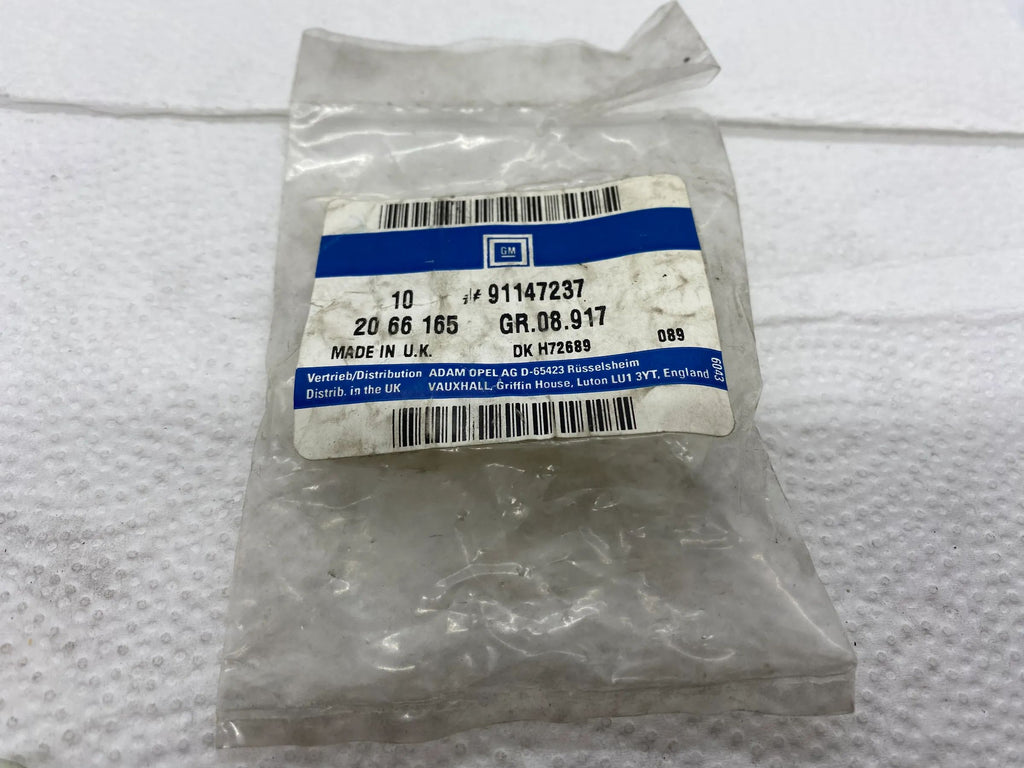 GM
10 # 91147237
20 66 165 GR.08.917
MADE IN U.K. DK H72689 089
Vertrieb/Distribution ADAM OPEL AG D-65423 Rüsselsheim
Distrib. in the UK VAUXHALL, Griffin House, Luton LU1 3YT, England
6043